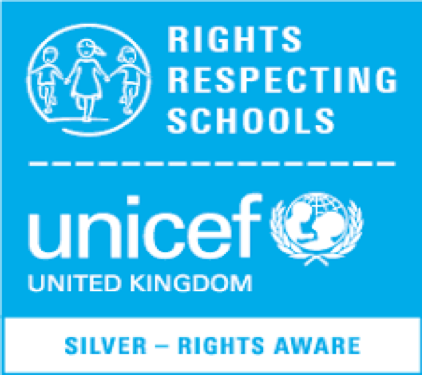 RIGHTS
RESPECTING
SCHOOLS
unicef
UNITED KINGDOM
SILVER – RIGHTS AWARE